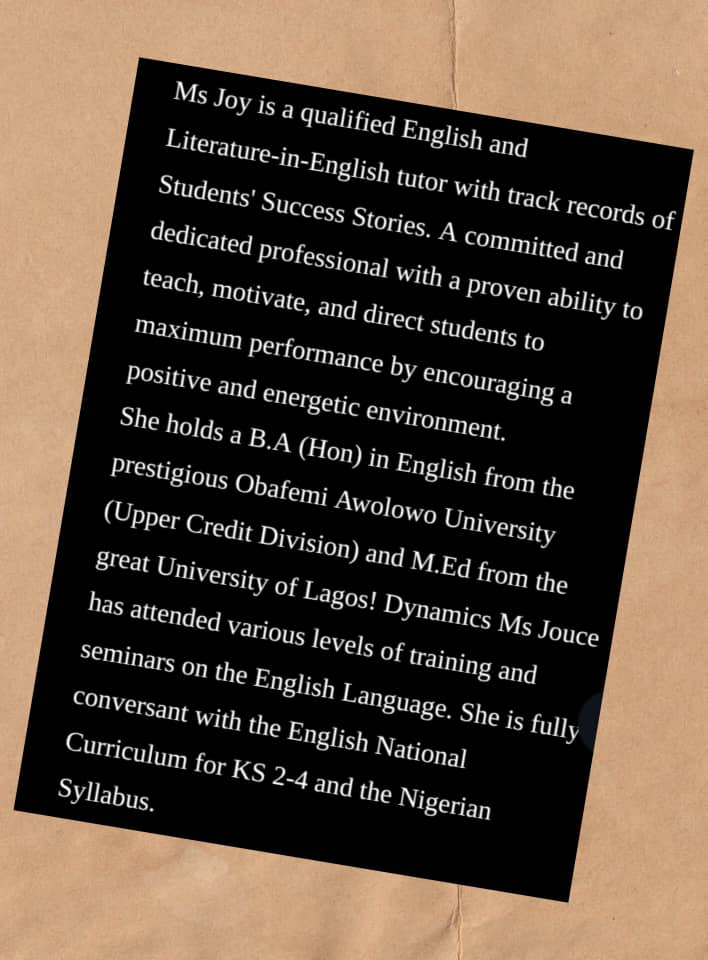 Ms Joy is a qualified English and
Literature-in-English tutor with track records of
Students' Success Stories. A committed and
dedicated professional with a proven ability to
teach, motivate, and direct students to
maximum performance by encouraging a
positive and energetic environment.
She holds a B.A (Hon) in English from the
prestigious Obafemi Awolowo University
(Upper Credit Division) and M.Ed from the
great University of Lagos! Dynamics Ms Jouce
has attended various levels of training and
seminars on the English Language. She is fully
conversant with the English National
Curriculum for KS 2-4 and the Nigerian
Syllabus.